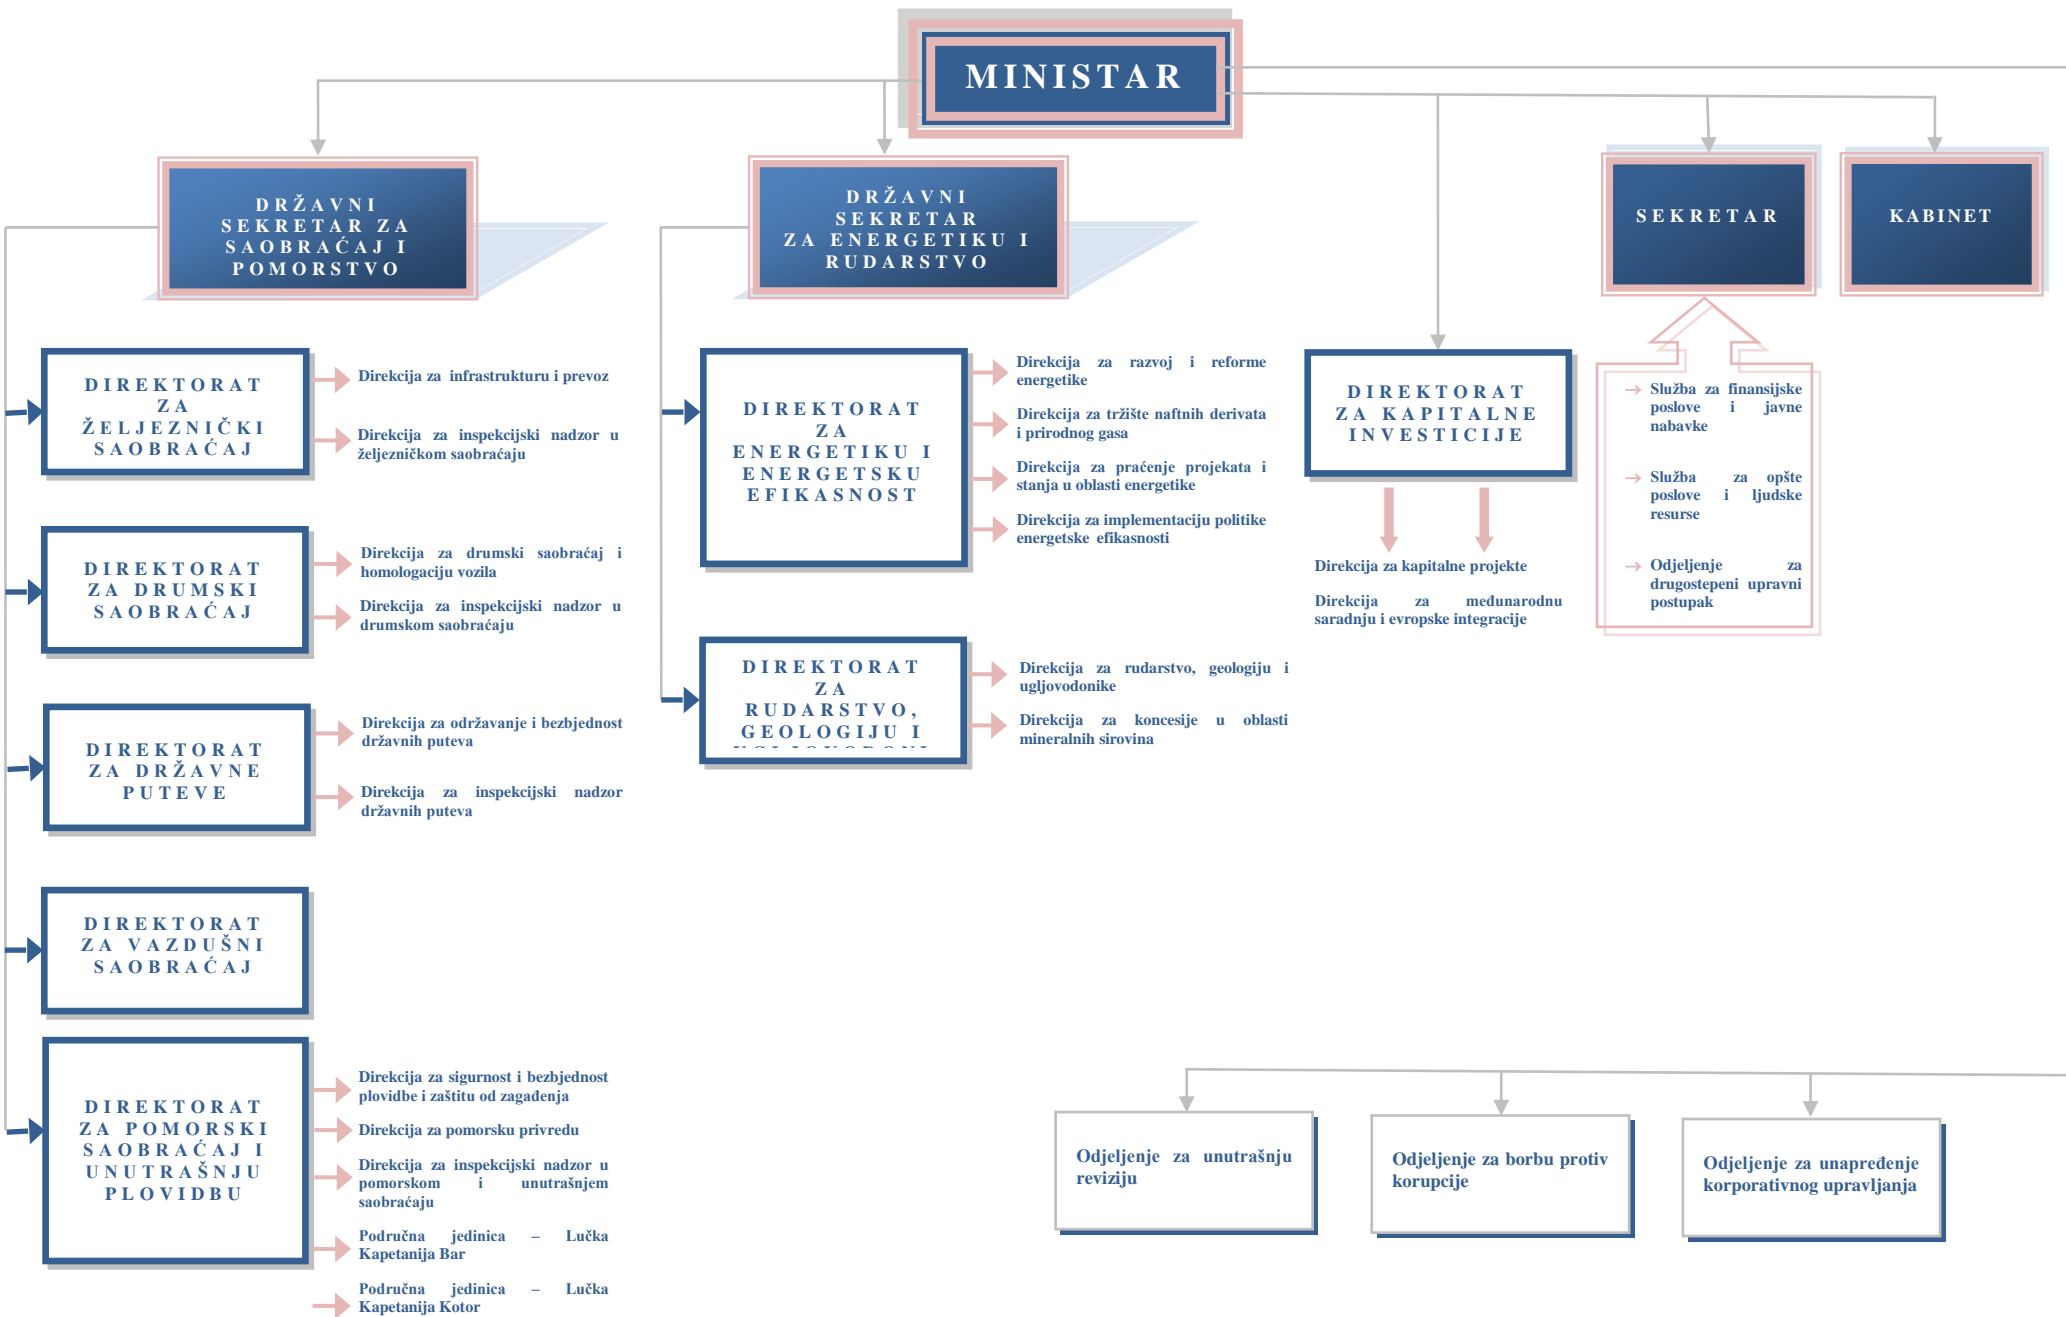 MINISTAR
DRŽAVNI
SEKRETAR ZA
SAOBRAĆAJ I
POMORSTVO
DRŽAVNI
SEKRETAR
ZA ENERGETIKU I
RUDARSTVO
SEKRETAR
KABINET
DIREKTORAT
ZA
ŽELJEZNIČKI
SAOBRAĆAJ
Direkcija za infrastrukturu i prevoz
Direkcija za inspekcijski nadzor u
željezničkom saobraćaju
DIREKTORAT
ZA DRUMSKI
SAOBRAĆAJ
Direkcija za drumski saobraćaj i
homologaciju vozila
Direkcija za inspekcijski nadzor u
drumskom saobraćaju
DIREKTORAT
ZA DRŽAVNE
PUTEVE
Direkcija za održavanje i bezbjednost
državnih puteva
Direkcija za inspekcijski nadzor
državnih puteva
DIREKTORAT
ZA VAZDUŠNI
SAOBRAĆAJ
DIREKTORAT
ZA POMORSKI
SAOBRAĆAJ I
UNUTRAŠNJU
PLOVIDBU
Direkcija za sigurnost i bezbjednost
plovidbe i zaštitu od zagađenja
Direkcija za pomorsku privredu
Direkcija za inspekcijski nadzor u
pomorskom i unutrašnjem
saobraćaju
Područna jedinica – Lučka
Kapetanija Bar
Područna jedinica – Lučka
Kapetanija Kotor
DIREKTORAT
ZA
ENERGETIKU I
ENERGETSKU
EFIKASNOST
Direkcija za razvoj i reforme
energetike
Direkcija za tržište naftnih derivata
i prirodnog gasa
Direkcija za praćenje projekata i
stanja u oblasti energetike
Direkcija za implementaciju politike
energetske efikasnosti
DIREKTORAT
ZA
RUDARSTVO,
GEOLOGIJU I
Direkcija za rudarstvo, geologiju i
ugljovodonike
Direkcija za koncesije u oblasti
mineralnih sirovina
DIREKTORAT
ZA KAPITALNE
INVESTICIJE
Direkcija za kapitalne projekte
Direkcija za međunarodnu
saradnju i evropske integracije
→ Služba za finansijske
poslove i javne
nabavke
→ Služba za opšte
poslove i ljudske
resurse
→ Odjeljenje za
drugostepeni upravni
postupak
Odjeljenje za unutrašnju
reviziju
Odjeljenje za borbu protiv
korupcije
Odjeljenje za unapređenje
korporativnog upravljanja